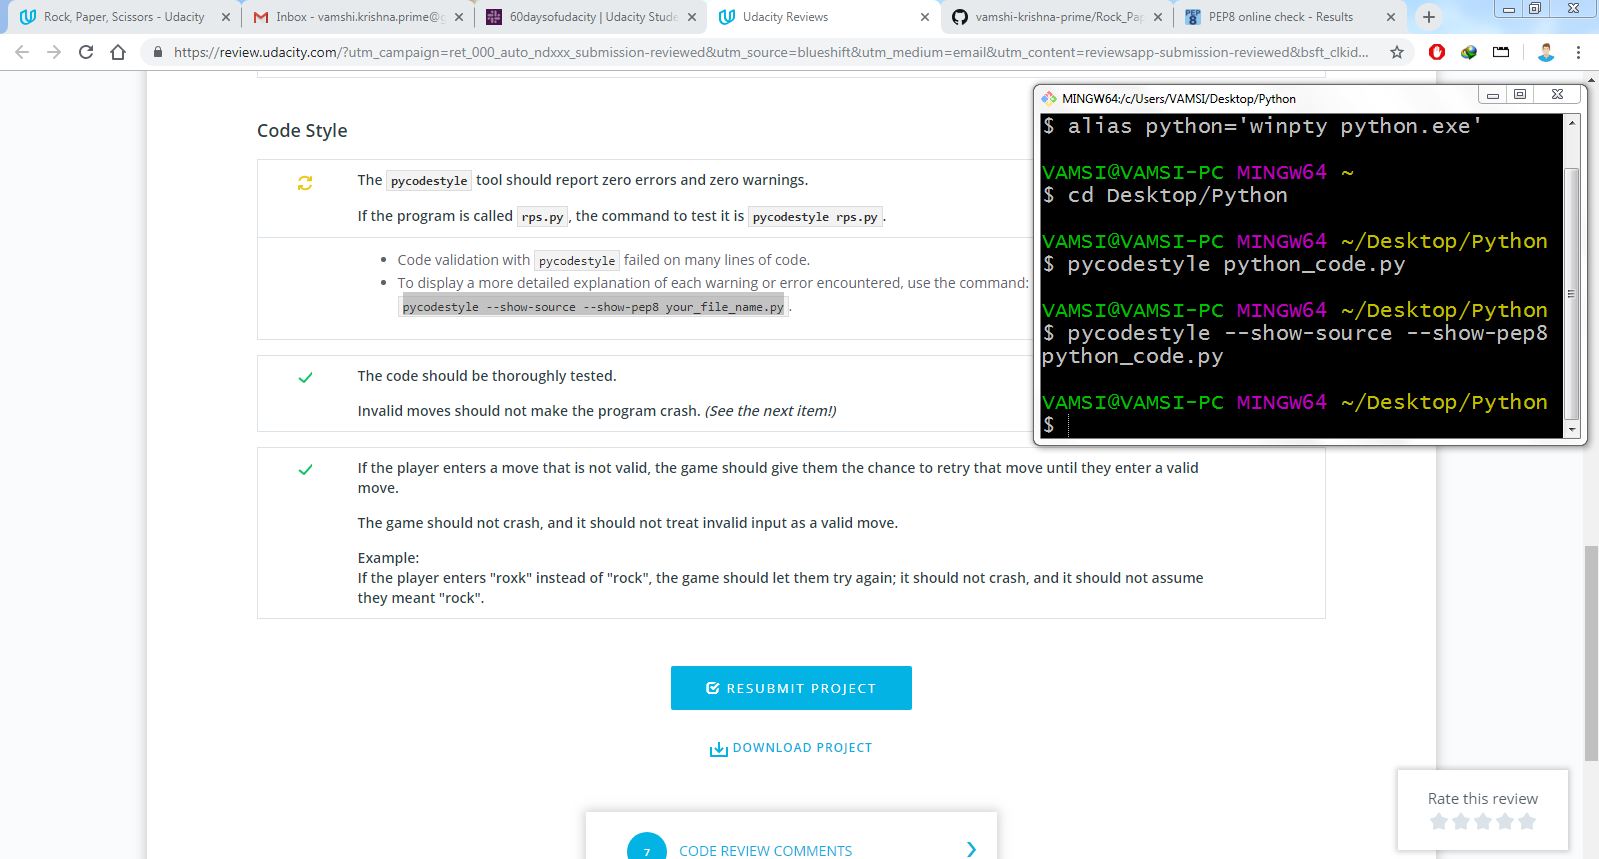 Rock, Paper, Scissors - Udacity
Inbox - vamshi.krishna.prime@g
60daysofudacity | Udacity Stude
Udacity Reviews
vamshi-krishna-prime/Rock_Pap
PEP8 online check - Results
https://review.udacity.com/?utm_campaign=ret_000_auto_ndxxx_submission-reviewed&utm_source=blueshift&utm_medium=email&utm_content=reviewsapp-submission-reviewed&bsft_clkid...
Code Style
The pycodestyle tool should report zero errors and zero warnings.
If the program is called rps.py, the command to test it is pycodestyle rps.py.
Code validation with pycodestyle failed on many lines of code.
To display a more detailed explanation of each warning or error encountered, use the command:
pycodestyle --show-source --show-pep8 your_file_name.py.
The code should be thoroughly tested.
Invalid moves should not make the program crash. (See the next item!)
If the player enters a move that is not valid, the game should give them the chance to retry that move until they enter a valid
move.
The game should not crash, and it should not treat invalid input as a valid move.
Example:
If the player enters "roxk" instead of "rock", the game should let them try again; it should not crash, and it should not assume
they meant "rock".
RESUBMIT PROJECT
DOWNLOAD PROJECT
7 CODE REVIEW COMMENTS
Rate this review
MINGW64:/c/Users/VAMSI/Desktop/Python
$ alias python='winpty python.exe'
VAMSI@VAMSI-PC MINGW64 ~
$ cd Desktop/Python
VAMSI@VAMSI-PC MINGW64 ~/Desktop/Python
$ pycodestyle python_code.py
VAMSI@VAMSI-PC MINGW64 ~/Desktop/Python
$ pycodestyle --show-source --show-pep8
python_code.py
VAMSI@VAMSI-PC MINGW64 ~/Desktop/Python
$